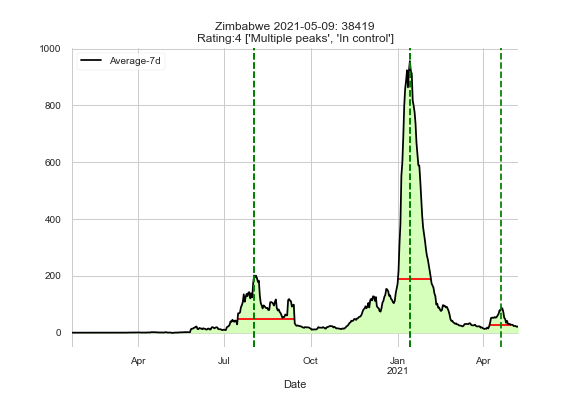 Zimbabwe 2021-05-09: 38419
Rating:4 ['Multiple peaks', 'In control']
1000
Average-7d
800
600
400
200
0
Apr Jul Oct Jan Apr
2021
Date